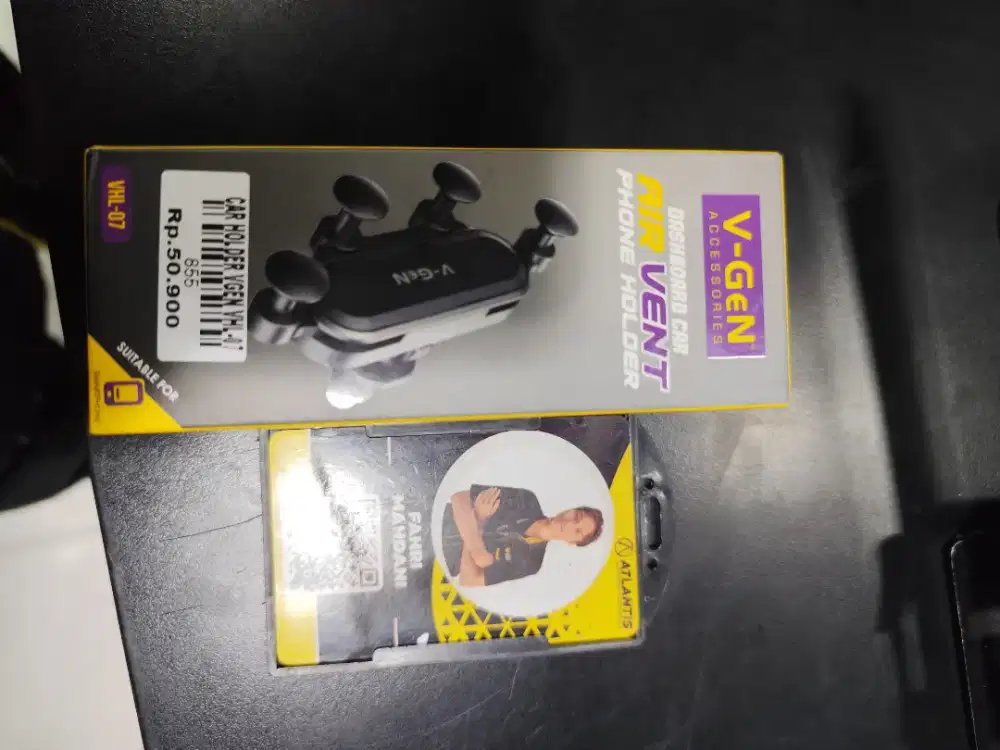 V-GEN
ACCESSORIES
DASHBOARD CAR
AIR VENT
PHONE HOLDER
V-GEN
CAR HOLDER VGEN VHL-07
855
Rp.50.900
VHL-07
SUITABLE FOR
SMARTPHONE
ATLANTIS
FAHRI
MAHDANI